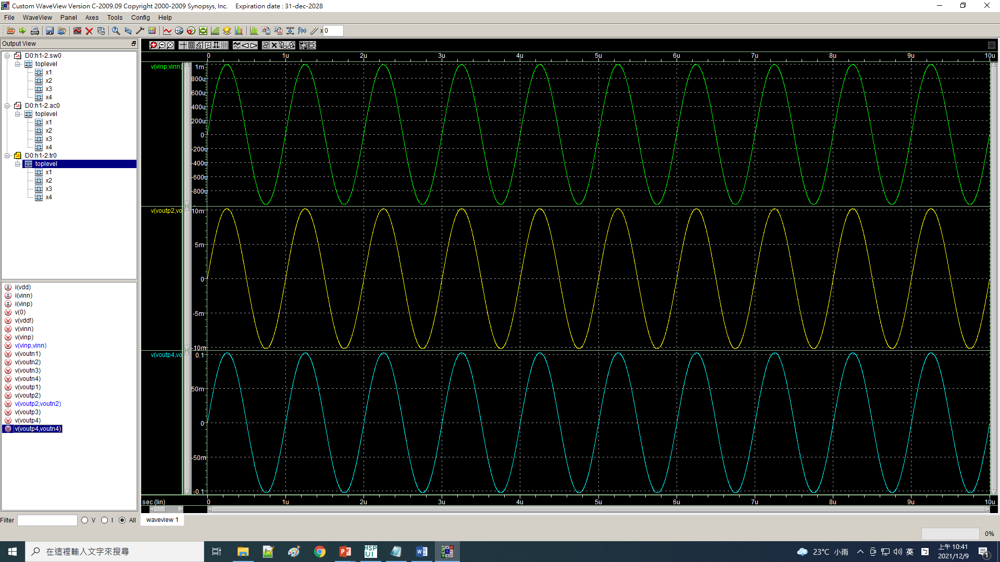 Custom WaveView Version C-2009.09 Copyright 2000-2009 Synopsys, Inc.    Expiration date : 31-dec-2028
File WaveView Panel Axes Tools Config Help
x 0
Output View
D0:h1-2.sw0
toplevel
x1
x2
x3
x4
D0:h1-2.ac0
toplevel
x1
x2
x3
x4
D0:h1-2.tr0
toplevel
x1
x2
x3
x4
i(vdd)
i(vinn)
i(vinp)
v(0)
v(vdd!)
v(vinn)
v(vinp)
v(vinp,vinn)
v(voutn1)
v(voutn2)
v(voutn3)
v(voutn4)
v(voutp1)
v(voutp2)
v(voutp2,voutn2)
v(voutp3)
v(voutp4)
v(voutp4,voutn4)
Filter V I All
0 1u 2u 3u 4u 5u 6u 7u 8u 9u 10u
v(vinp,vinn)
1m
800u
600u
400u
200u
0
-200u
-400u
-600u
-800u
v(voutp2,vo
10m
5m
0
-5m
-10m
v(voutp4,vo
0.1
50m
0
-50m
-0.1
sec (lin) 0 1u 2u 3u 4u 5u 6u 7u 8u 9u 10u
waveview 1
0%
在這裡輸入文字來搜尋
HSP
UI
23°C 小雨
英
上午 10:41
2021/12/9
1